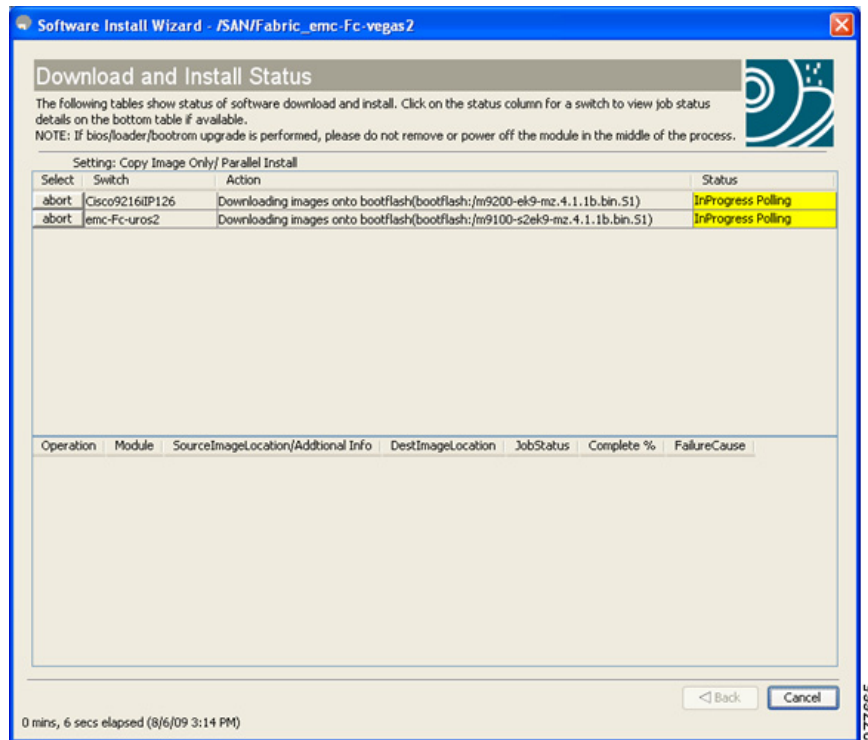 Software Install Wizard - /SAN/Fabric_emc-Fc-vegas2
Download and Install Status
The following tables show status of software download and install. Click on the status column for a switch to view job status
details on the bottom table if available.
NOTE: If bios/loader/bootrom upgrade is performed, please do not remove or power off the module in the middle of the process.
Setting: Copy Image Only/ Parallel Install
Select Switch Action Status
abort Cisco9216iIP126 Downloading images onto bootflash(bootflash:/m9200-ek9-mz.4.1.1b.bin.S1) InProgress Polling
abort emc-Fc-uros2 Downloading images onto bootflash(bootflash:/m9100-s2ek9-mz.4.1.1b.bin.S1) InProgress Polling
Operation Module SourceImageLocation/Addtional Info DestImageLocation JobStatus Complete % FailureCause
Back Cancel
0 mins, 6 secs elapsed (8/6/09 3:14 PM)